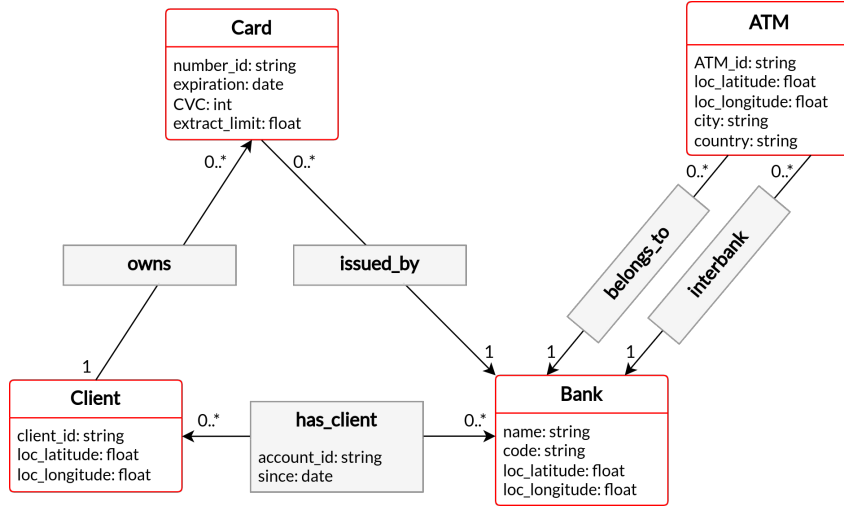 Card
number_id: string
expiration: date
CVC: int
extract_limit: float
ATM
ATM_id: string
loc_latitude: float
loc_longitude: float
city: string
country: string
0..*
0..*
0..*
0..*
owns
issued_by
belongs_to
interbank
1
1
1
1
Client
client_id: string
loc_latitude: float
loc_longitude: float
0..*
has_client
account_id: string
since: date
0..*
Bank
name: string
code: string
loc_latitude: float
loc_longitude: float